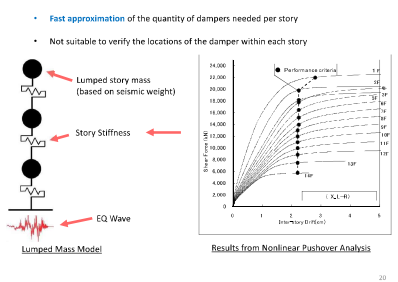 • Fast approximation of the quantity of dampers needed per story
• Not suitable to verify the locations of the damper within each story
Lumped story mass
(based on seismic weight)
Story Stiffness
EQ Wave
Lumped Mass Model
Performance criteria
Shear Force (kN)
24,000
22,000
20,000
18,000
16,000
14,000
12,000
10,000
8,000
6,000
4,000
2,000
0
0 1 2 3 4 5
Inter-story Drift (cm)
1F
2F
3F
5F
6F
7F
8F
9F
10F
11F
12F
13F
(X_L-R)
Results from Nonlinear Pushover Analysis
20